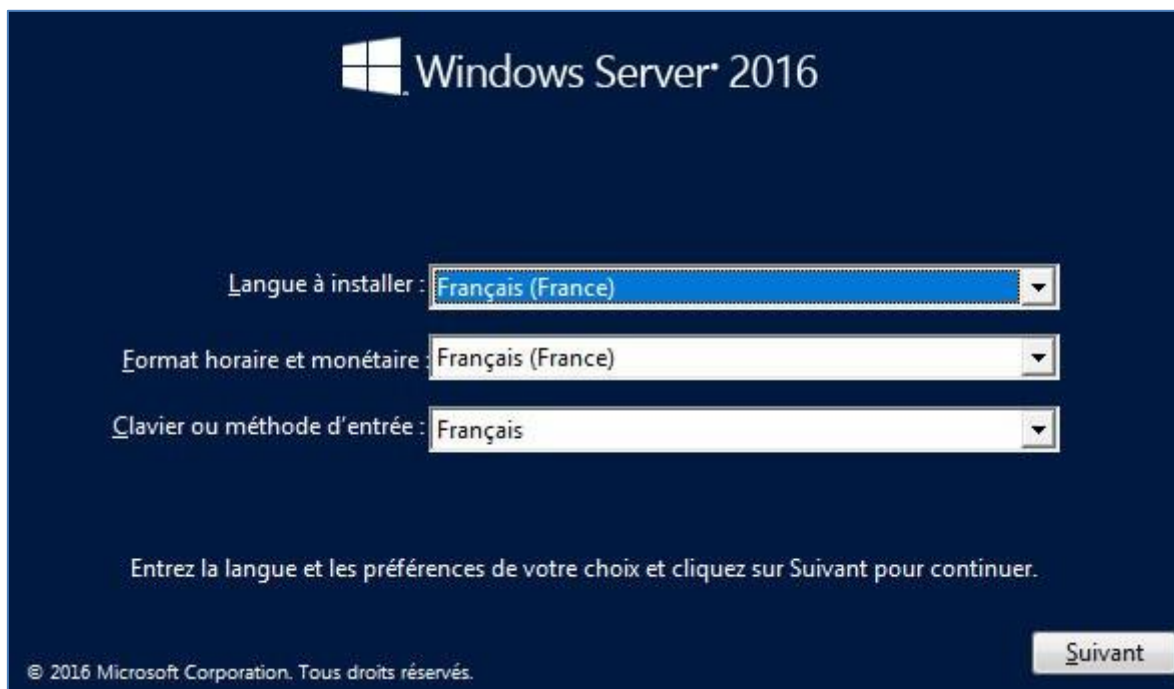 Windows Server• 2016
Langue à installer : Français (France)
Format horaire et monétaire : Français (France)
Clavier ou méthode d'entrée : Français
Entrez la langue et les préférences de votre choix et cliquez sur Suivant pour continuer.
Suivant
© 2016 Microsoft Corporation. Tous droits réservés.